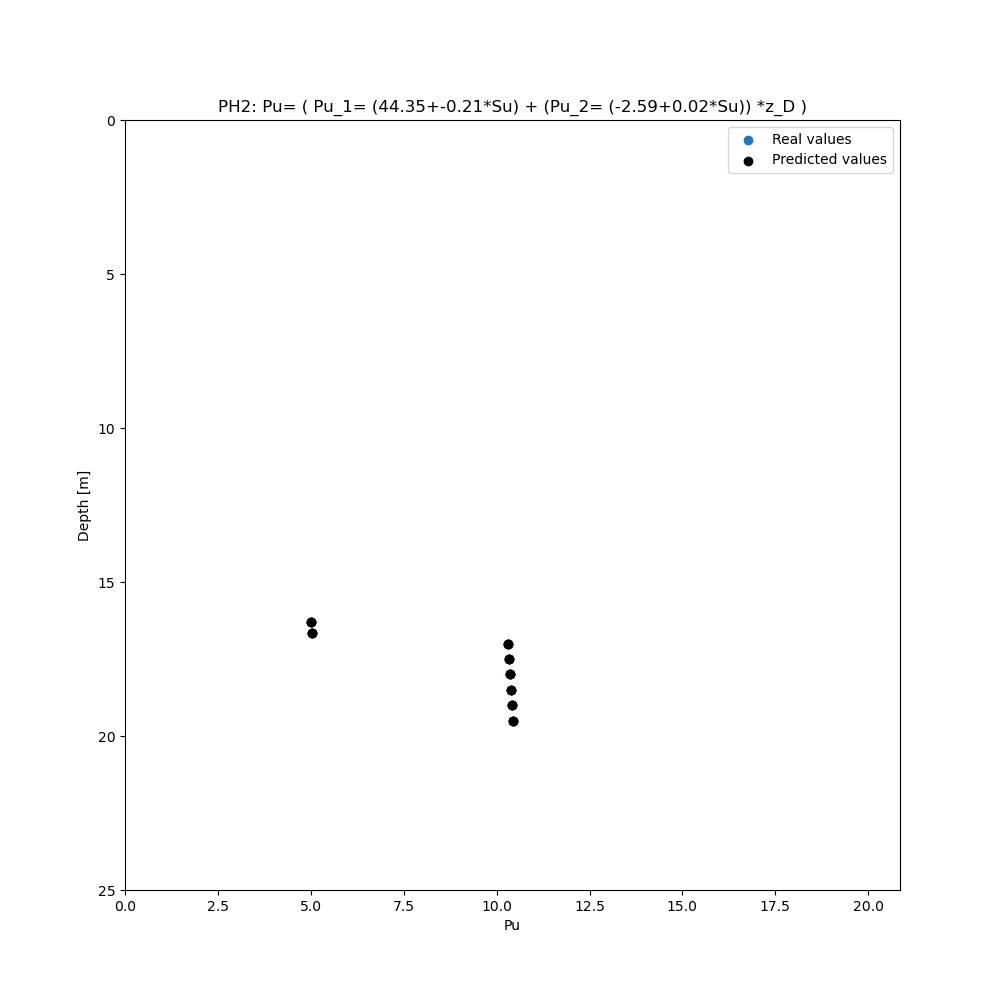 PH2: Pu= ( Pu_1= (44.35+-0.21*Su) + (Pu_2= (-2.59+0.02*Su)) *z_D )
Real values
Predicted values
0
5
10
15
20
25
Depth [m]
0.0 2.5 5.0 7.5 10.0 12.5 15.0 17.5 20.0
Pu